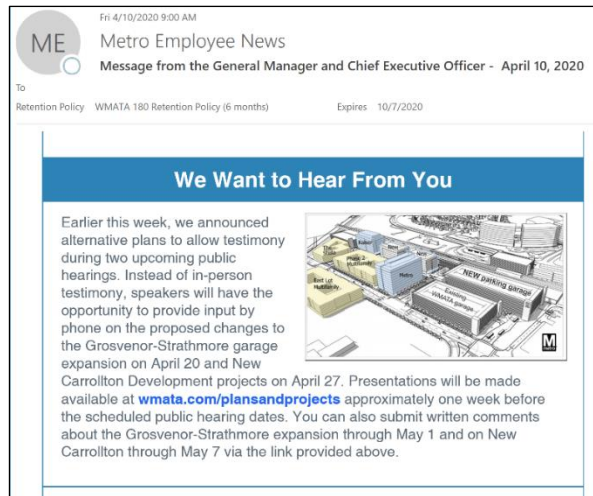 Fri 4/10/2020 9:00 AM
ME
Metro Employee News
Message from the General Manager and Chief Executive Officer - April 10, 2020
To
Retention Policy WMATA 180 Retention Policy (6 months) Expires 10/7/2020
We Want to Hear From You
Earlier this week, we announced
alternative plans to allow testimony
during two upcoming public
hearings. Instead of in-person
testimony, speakers will have the
opportunity to provide input by
phone on the proposed changes to
the Grosvenor-Strathmore garage
expansion on April 20 and New
Carrollton Development projects on April 27. Presentations will be made
available at wmata.com/plansandprojects approximately one week before
the scheduled public hearing dates. You can also submit written comments
about the Grosvenor-Strathmore expansion through May 1 and on New
Carrollton through May 7 via the link provided above.
Kaiser
Phase 2
Multifamily
East Lot
Multifamily
Metro
NEW parking garage
Existing
WMATA garage
M